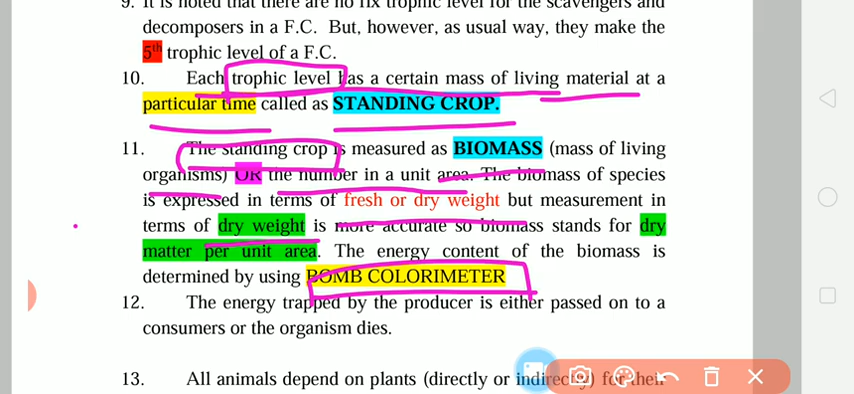 9. It is noted that there are no fix trophic level for the scavengers and
decomposers in a F.C. But, however, as usual way, they make the
5th trophic level of a F.C.
10. Each trophic level has a certain mass of living material at a
particular time called as STANDING CROP.
11. The standing crop is measured as BIOMASS (mass of living
organisms) OR the number in a unit area. The biomass of species
is expressed in terms of fresh or dry weight but measurement in
terms of dry weight is more accurate so biomass stands for dry
matter per unit area. The energy content of the biomass is
determined by using BOMB COLORIMETER
12. The energy trapped by the producer is either passed on to a
consumers or the organism dies.
13. All animals depend on plants (directly or indirectly) for their